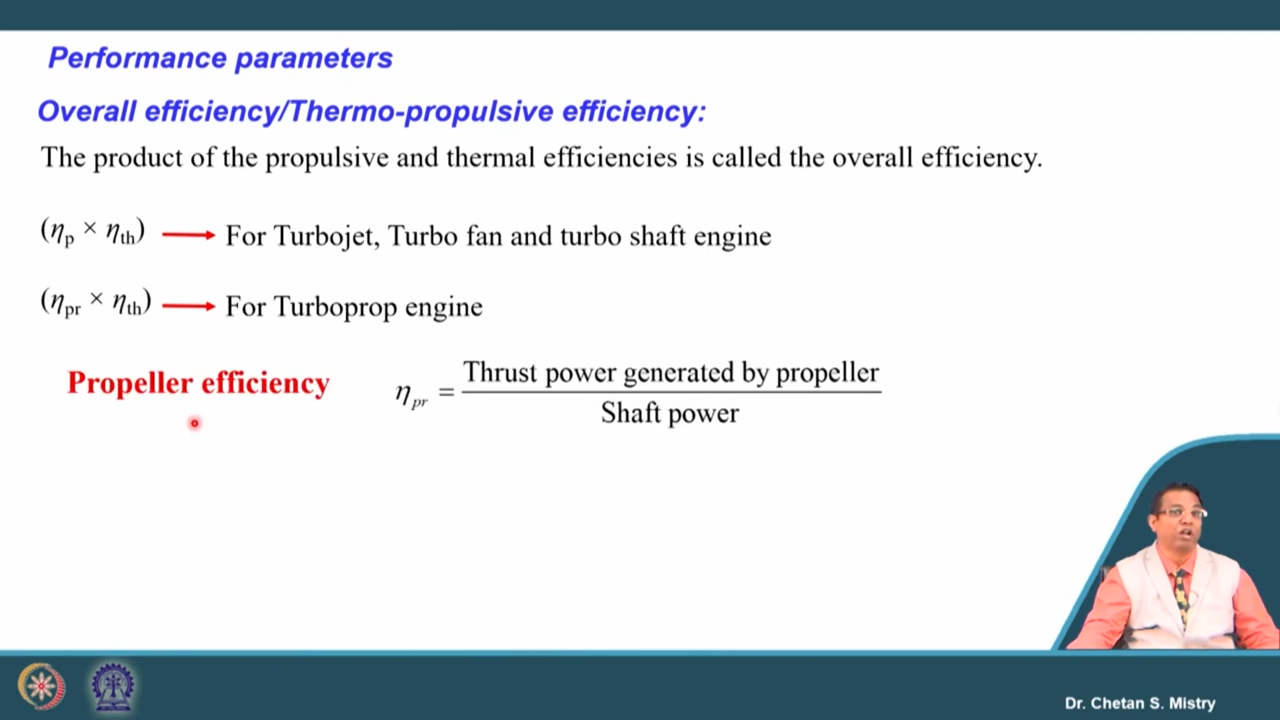 Performance parameters
Overall efficiency/Thermo-propulsive efficiency:
The product of the propulsive and thermal efficiencies is called the overall efficiency.
(ηp × ηth) → For Turbojet, Turbo fan and turbo shaft engine
(ηpr × ηth) → For Turboprop engine
Propeller efficiency ηpr = Thrust power generated by propeller
Shaft power
Dr. Chetan S. Mistry